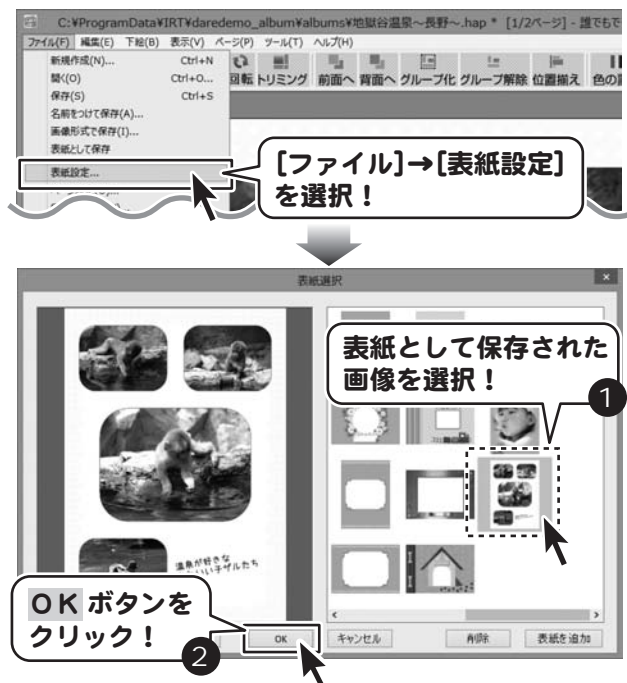 C:¥ProgramData¥IRT¥daredemo_album¥albums¥地獄谷温泉～長野～.hap * [1/2ページ] - 誰でもで
ファイル(F) 編集(E) 下絵(B) 表示(V) ページ(P) ツール(T) ヘルプ(H)
新規作成(N)... Ctrl+N
開く(O) Ctrl+O...
保存(S) Ctrl+S
名前をつけて保存(A)...
画像形式で保存(I)...
表紙として保存
表紙設定...
回転 トリミング 前面へ 背面へ グループ化 グループ解除 位置揃え 色の
[ファイル]→[表紙設定]
を選択！
表紙選択
×
表紙として保存された
画像を選択！
1
温泉が好きな
いい子ザルたち
OK ボタンを
クリック！
2
OK キャンセル 削除 表紙を追加